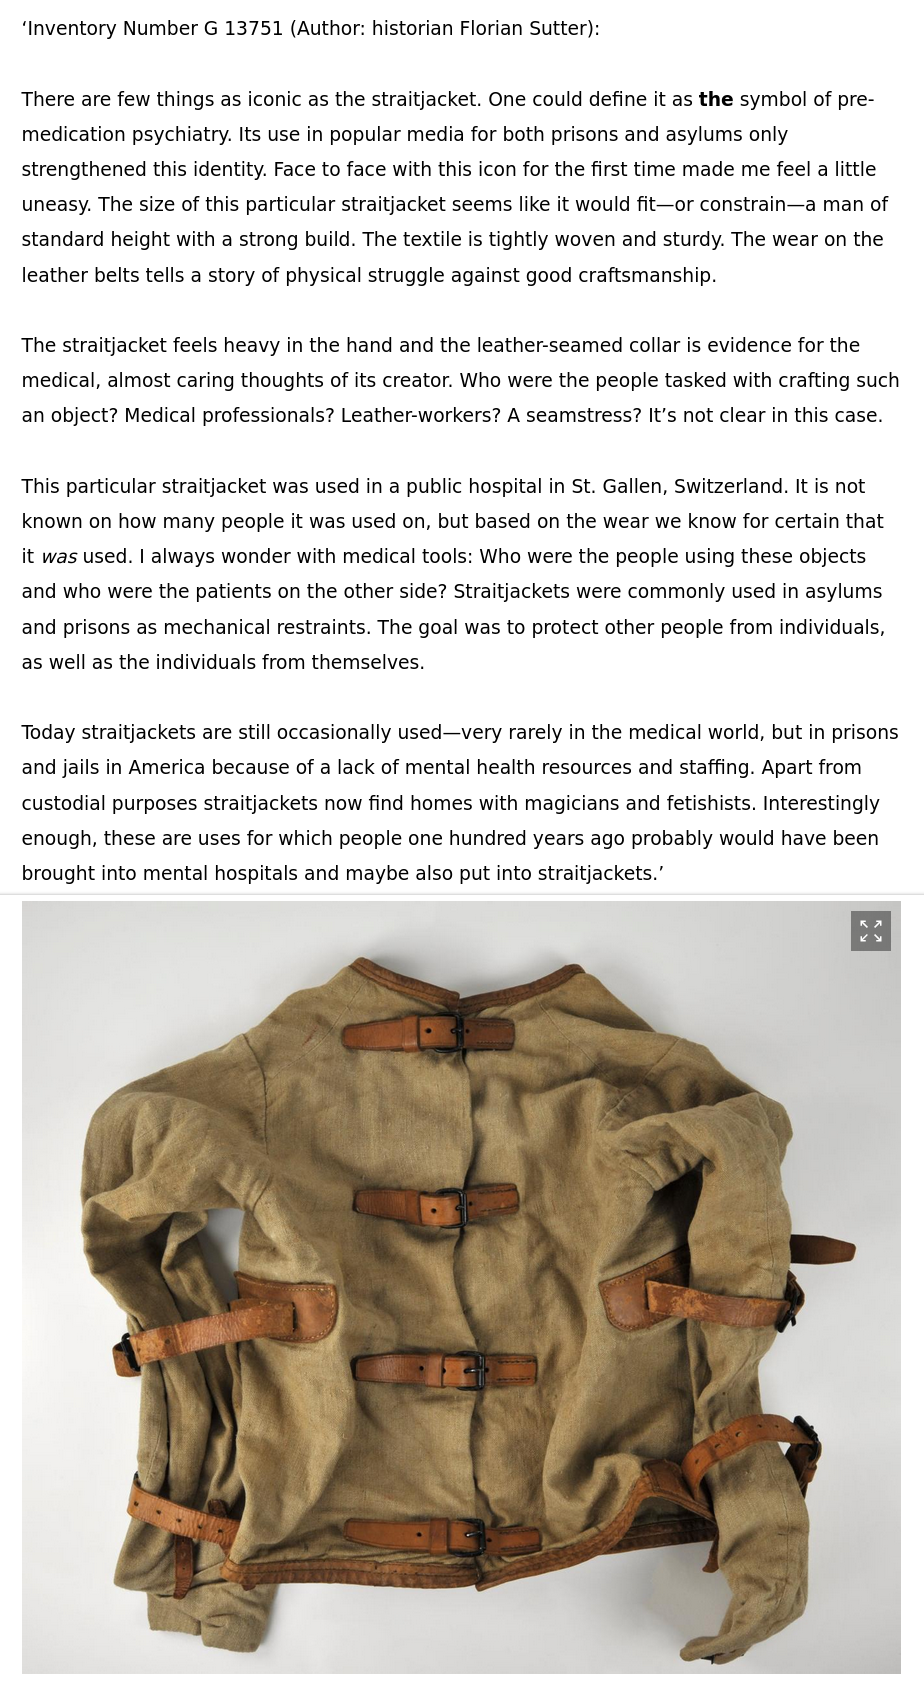 ‘Inventory Number G 13751 (Author: historian Florian Sutter):
There are few things as iconic as the straitjacket. One could define it as the symbol of pre-
medication psychiatry. Its use in popular media for both prisons and asylums only
strengthened this identity. Face to face with this icon for the first time made me feel a little
uneasy. The size of this particular straitjacket seems like it would fit—or constrain—a man of
standard height with a strong build. The textile is tightly woven and sturdy. The wear on the
leather belts tells a story of physical struggle against good craftsmanship.
The straitjacket feels heavy in the hand and the leather-seamed collar is evidence for the
medical, almost caring thoughts of its creator. Who were the people tasked with crafting such
an object? Medical professionals? Leather-workers? A seamstress? It’s not clear in this case.
This particular straitjacket was used in a public hospital in St. Gallen, Switzerland. It is not
known on how many people it was used on, but based on the wear we know for certain that
it was used. I always wonder with medical tools: Who were the people using these objects
and who were the patients on the other side? Straitjackets were commonly used in asylums
and prisons as mechanical restraints. The goal was to protect other people from individuals,
as well as the individuals from themselves.
Today straitjackets are still occasionally used—very rarely in the medical world, but in prisons
and jails in America because of a lack of mental health resources and staffing. Apart from
custodial purposes straitjackets now find homes with magicians and fetishists. Interestingly
enough, these are uses for which people one hundred years ago probably would have been
brought into mental hospitals and maybe also put into straitjackets.’